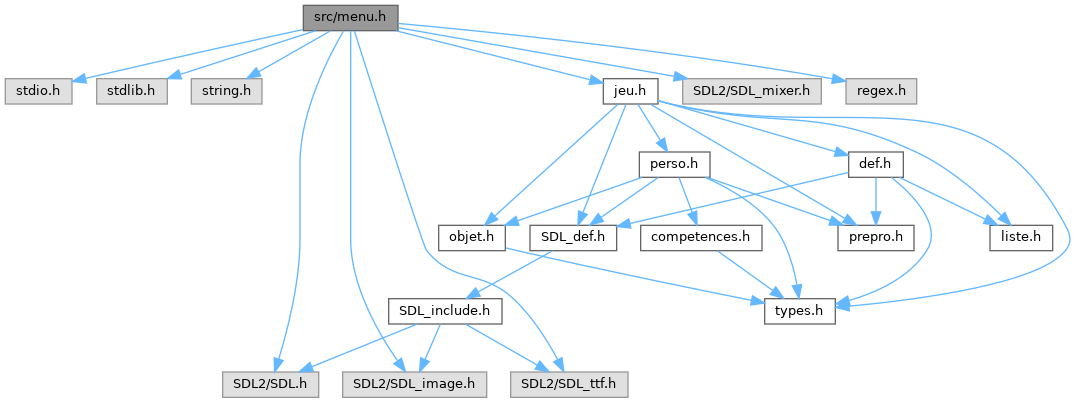 src/menu.h
stdio.h
stdlib.h
string.h
jeu.h
SDL2/SDL_mixer.h
regex.h
perso.h
def.h
objet.h
SDL_def.h
competences.h
prepro.h
liste.h
SDL_include.h
types.h
SDL2/SDL.h
SDL2/SDL_image.h
SDL2/SDL_ttf.h